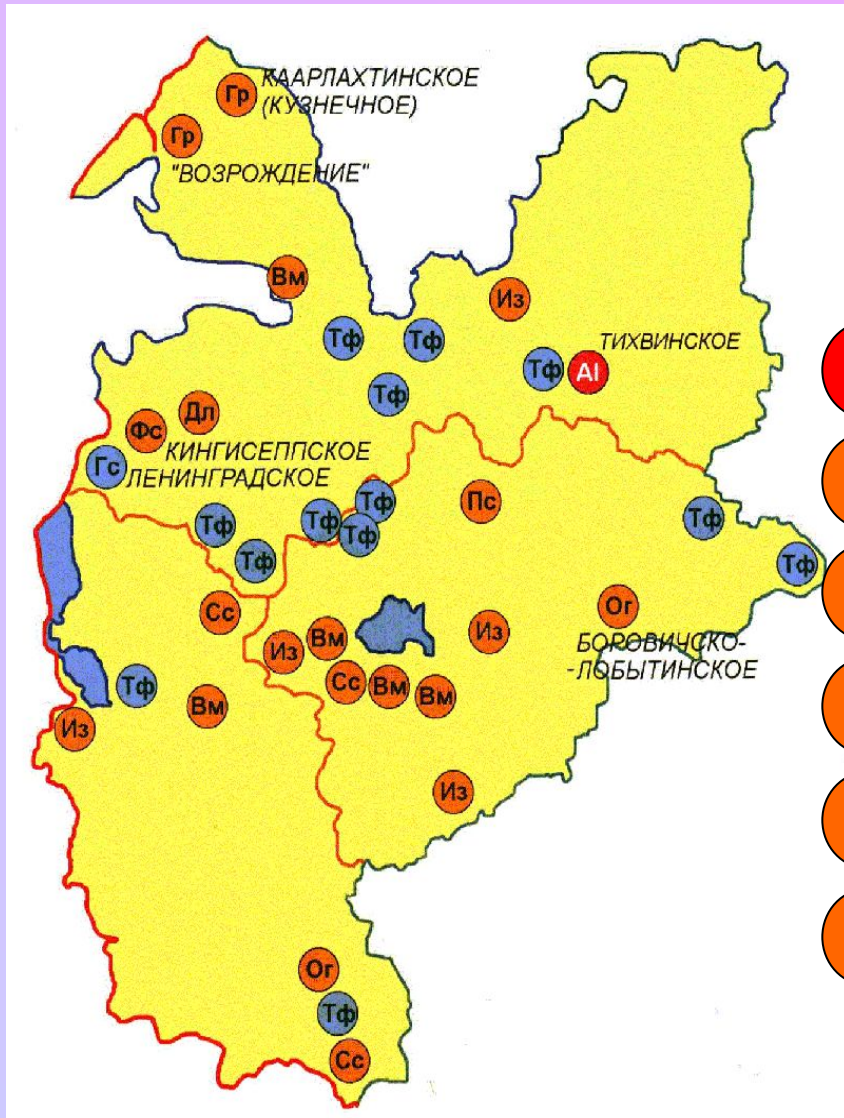 Гр КААРЛАХТИНСКОЕ
(КУЗНЕЧНОЕ)
Гр
"ВОЗРОЖДЕНИЕ"
Вм
Из
Тф Тф ТИХВИНСКОЕ
Тф Al
Тф
Дл
Фс
КИНГИСЕППСКОЕ
Гс ЛЕНИНГРАДСКОЕ
Тф Пс
Тф Тф Тф
Тф
Тф Тф
Сс Ог
Из Вм Из БОРОВИЧСКО-
-ЛОБЫТИНСКОЕ
Тф Сс Вм Вм
Вм
Из
Из
Ог
Тф
Сс